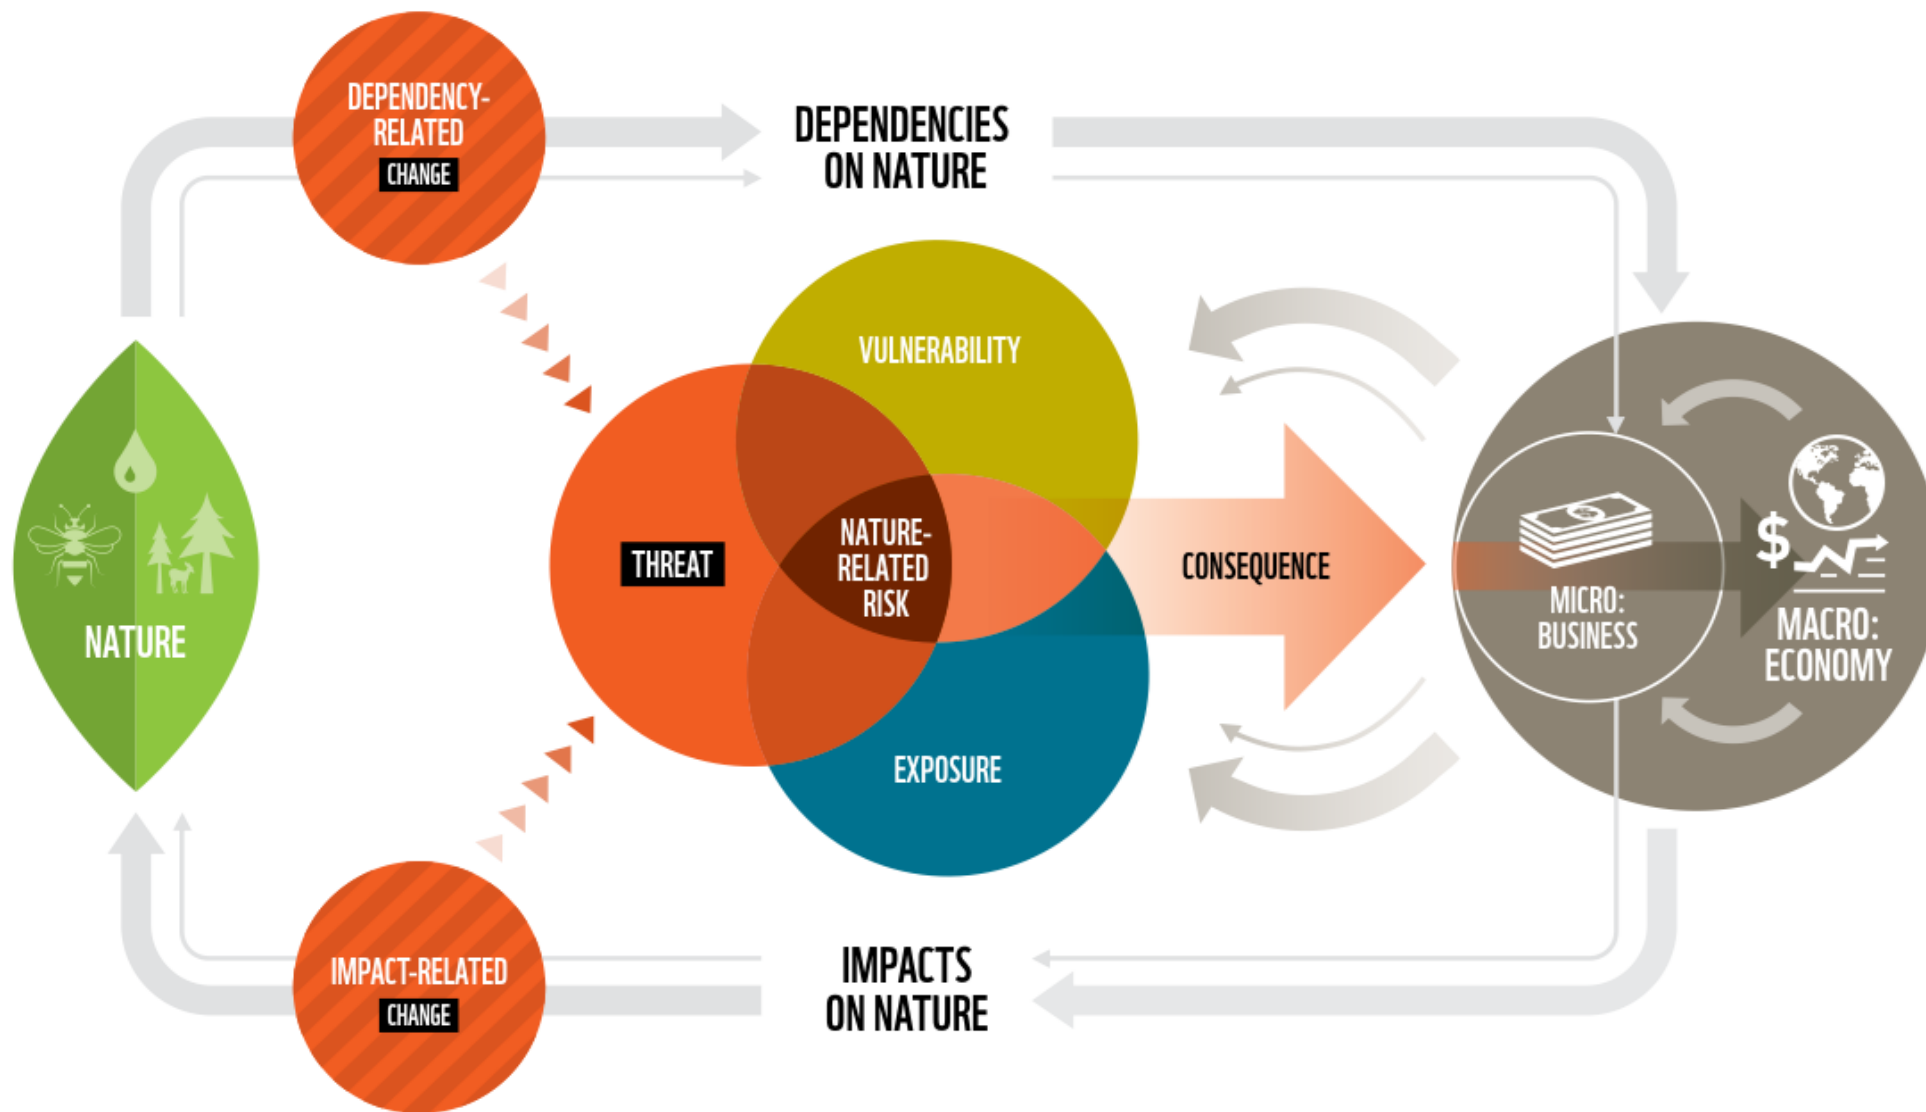 DEPENDENCY-
RELATED
CHANGE
DEPENDENCIES
ON NATURE
VULNERABILITY
THREAT
NATURE-
RELATED
RISK
CONSEQUENCE
EXPOSURE
NATURE
$
MICRO:
BUSINESS
MACRO:
ECONOMY
IMPACT-RELATED
CHANGE
IMPACTS
ON NATURE